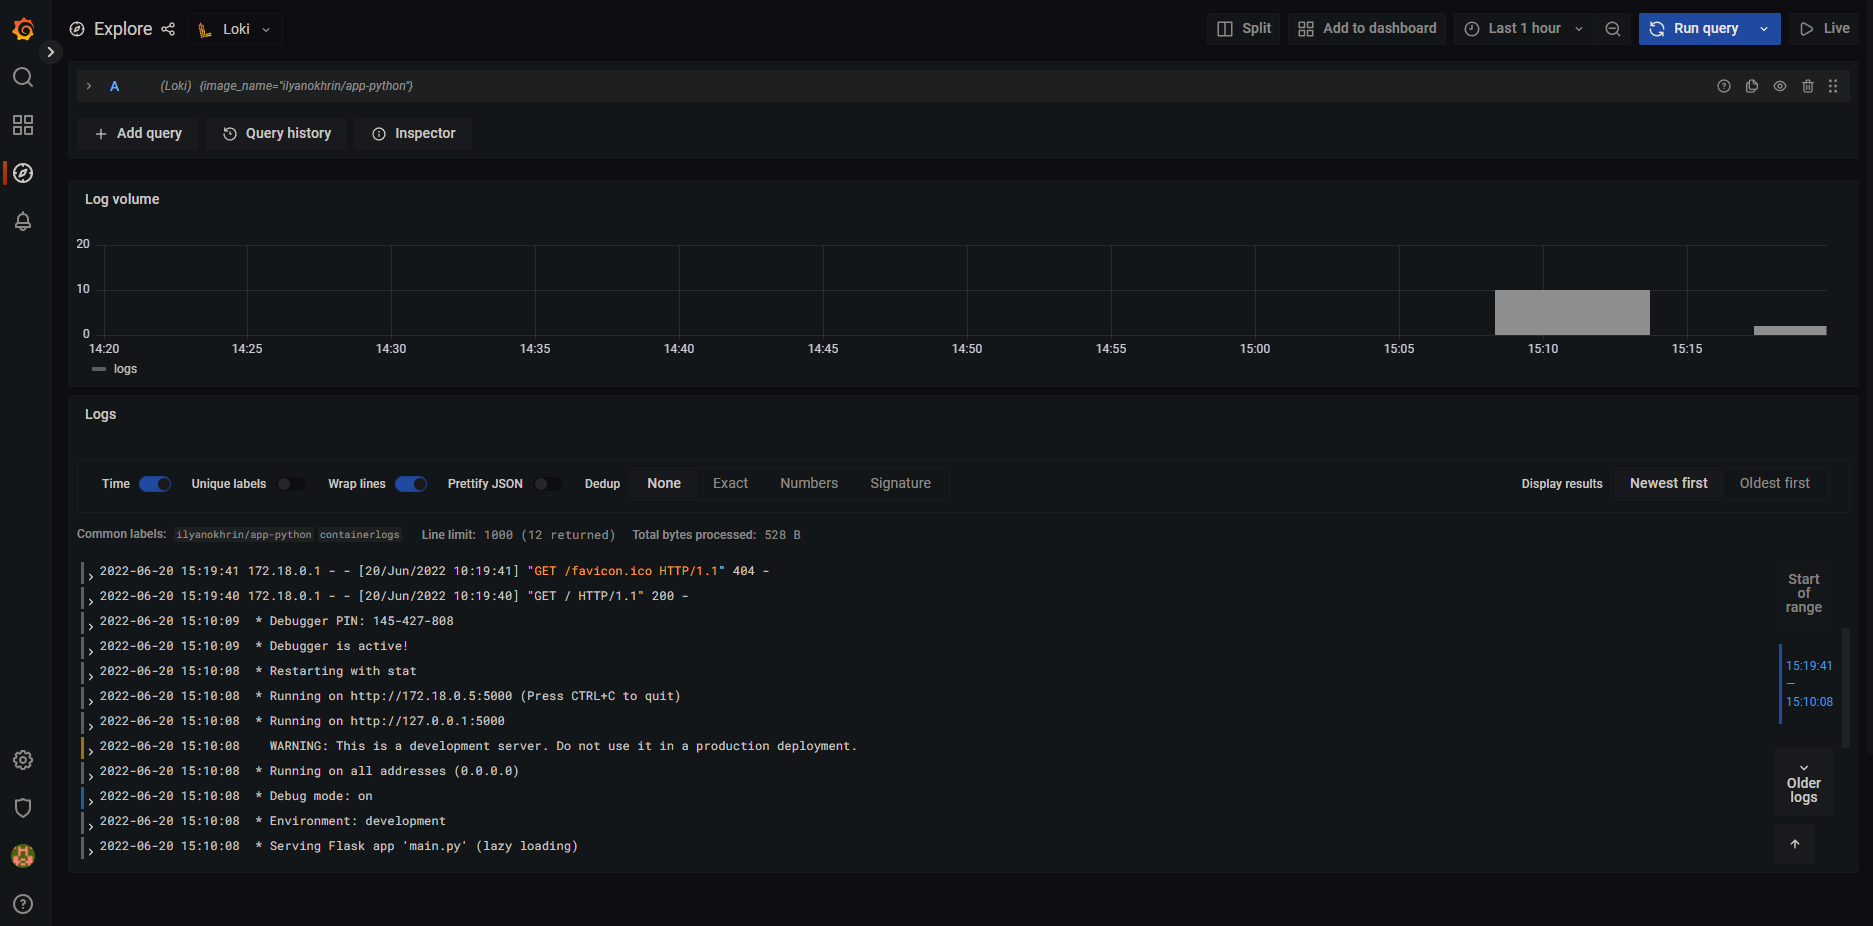 Explore Loki Split Add to dashboard Last 1 hour Run query Live
A (Loki) {image_name="ilyanokhrin/app-python"}
Add query Query history Inspector
Log volume
20
10
0
14:20 14:25 14:30 14:35 14:40 14:45 14:50 14:55 15:00 15:05 15:10 15:15
logs
Logs
Time Unique labels Wrap lines Prettify JSON Dedup None Exact Numbers Signature Display results Newest first Oldest first
Common labels: ilyanokhrin/app-python containerlogs Line limit: 1000 (12 returned) Total bytes processed: 528 B
2022-06-20 15:19:41 172.18.0.1 - - [20/Jun/2022 10:19:41] "GET /favicon.ico HTTP/1.1" 404 -
2022-06-20 15:19:40 172.18.0.1 - - [20/Jun/2022 10:19:40] "GET / HTTP/1.1" 200 -
2022-06-20 15:10:09 * Debugger PIN: 145-427-808
2022-06-20 15:10:09 * Debugger is active!
2022-06-20 15:10:08 * Restarting with stat
2022-06-20 15:10:08 * Running on http://172.18.0.5:5000 (Press CTRL+C to quit)
2022-06-20 15:10:08 * Running on http://127.0.0.1:5000
2022-06-20 15:10:08 WARNING: This is a development server. Do not use it in a production deployment.
2022-06-20 15:10:08 * Running on all addresses (0.0.0.0)
2022-06-20 15:10:08 * Debug mode: on
2022-06-20 15:10:08 * Environment: development
2022-06-20 15:10:08 * Serving Flask app 'main.py' (lazy loading)
Start
of
range
15:19:41
—
15:10:08
Older
logs